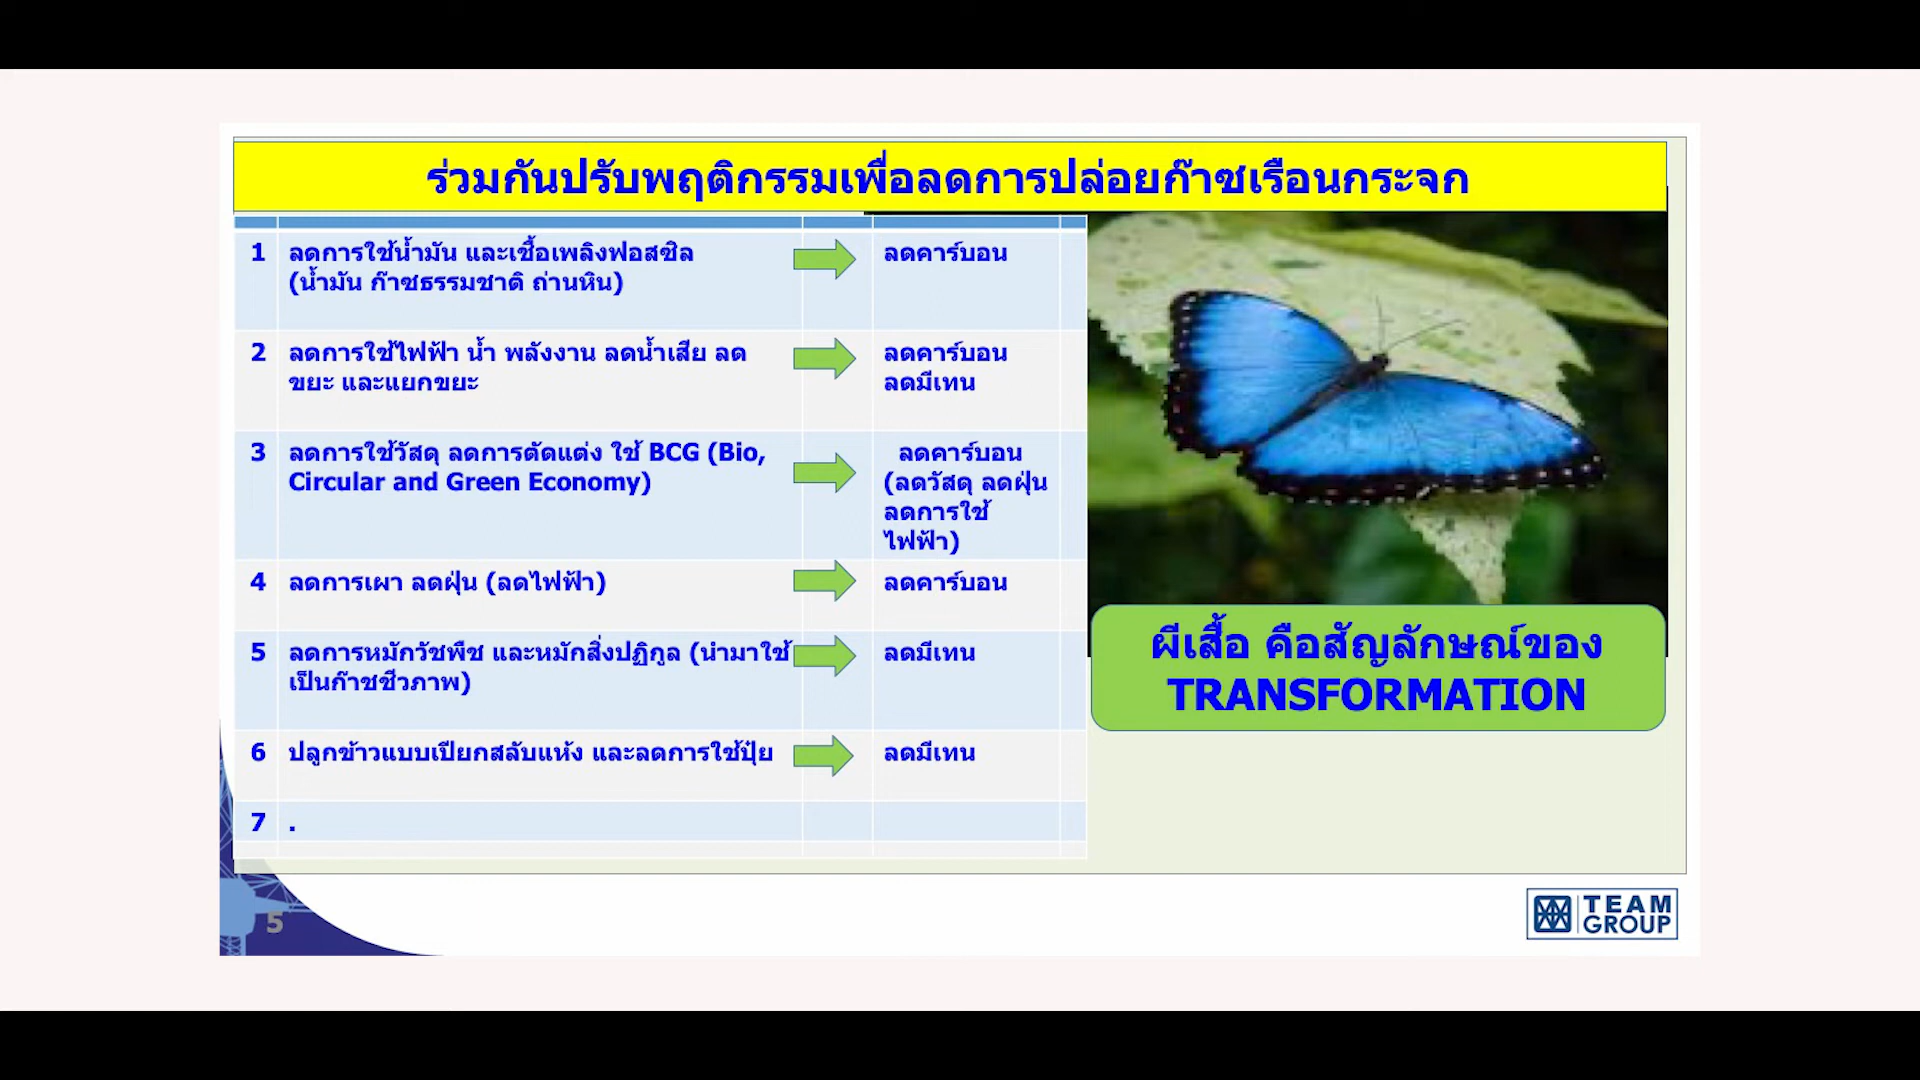 ร่วมกันปรับพฤติกรรมเพื่อลดการปล่อยก๊าซเรือนกระจก
1 ลดการใช้น้ำมัน และเชื้อเพลิงฟอสซิล
(น้ำมัน ก๊าซธรรมชาติ ถ่านหิน)
ลดคาร์บอน
2 ลดการใช้ไฟฟ้า น้ำ พลังงาน ลดน้ำเสีย ลด
ขยะ และแยกขยะ
ลดคาร์บอน
ลดมีเทน
3 ลดการใช้วัสดุ ลดการตัดแต่ง ใช้ BCG (Bio,
Circular and Green Economy)
ลดคาร์บอน
(ลดวัสดุ ลดฝุ่น
ลดการใช้
ไฟฟ้า)
4 ลดการเผา ลดฝุ่น (ลดไฟฟ้า)
ลดคาร์บอน
5 ลดการหมักวัชพืช และหมักสิ่งปฏิกูล (นำมาใช้
เป็นก๊าซชีวภาพ)
ลดมีเทน
6 ปลูกข้าวแบบเปียกสลับแห้ง และลดการใช้ปุ๋ย
ลดมีเทน
7 .
ผีเสื้อ คือสัญลักษณ์ของ
TRANSFORMATION
5
TEAM
GROUP